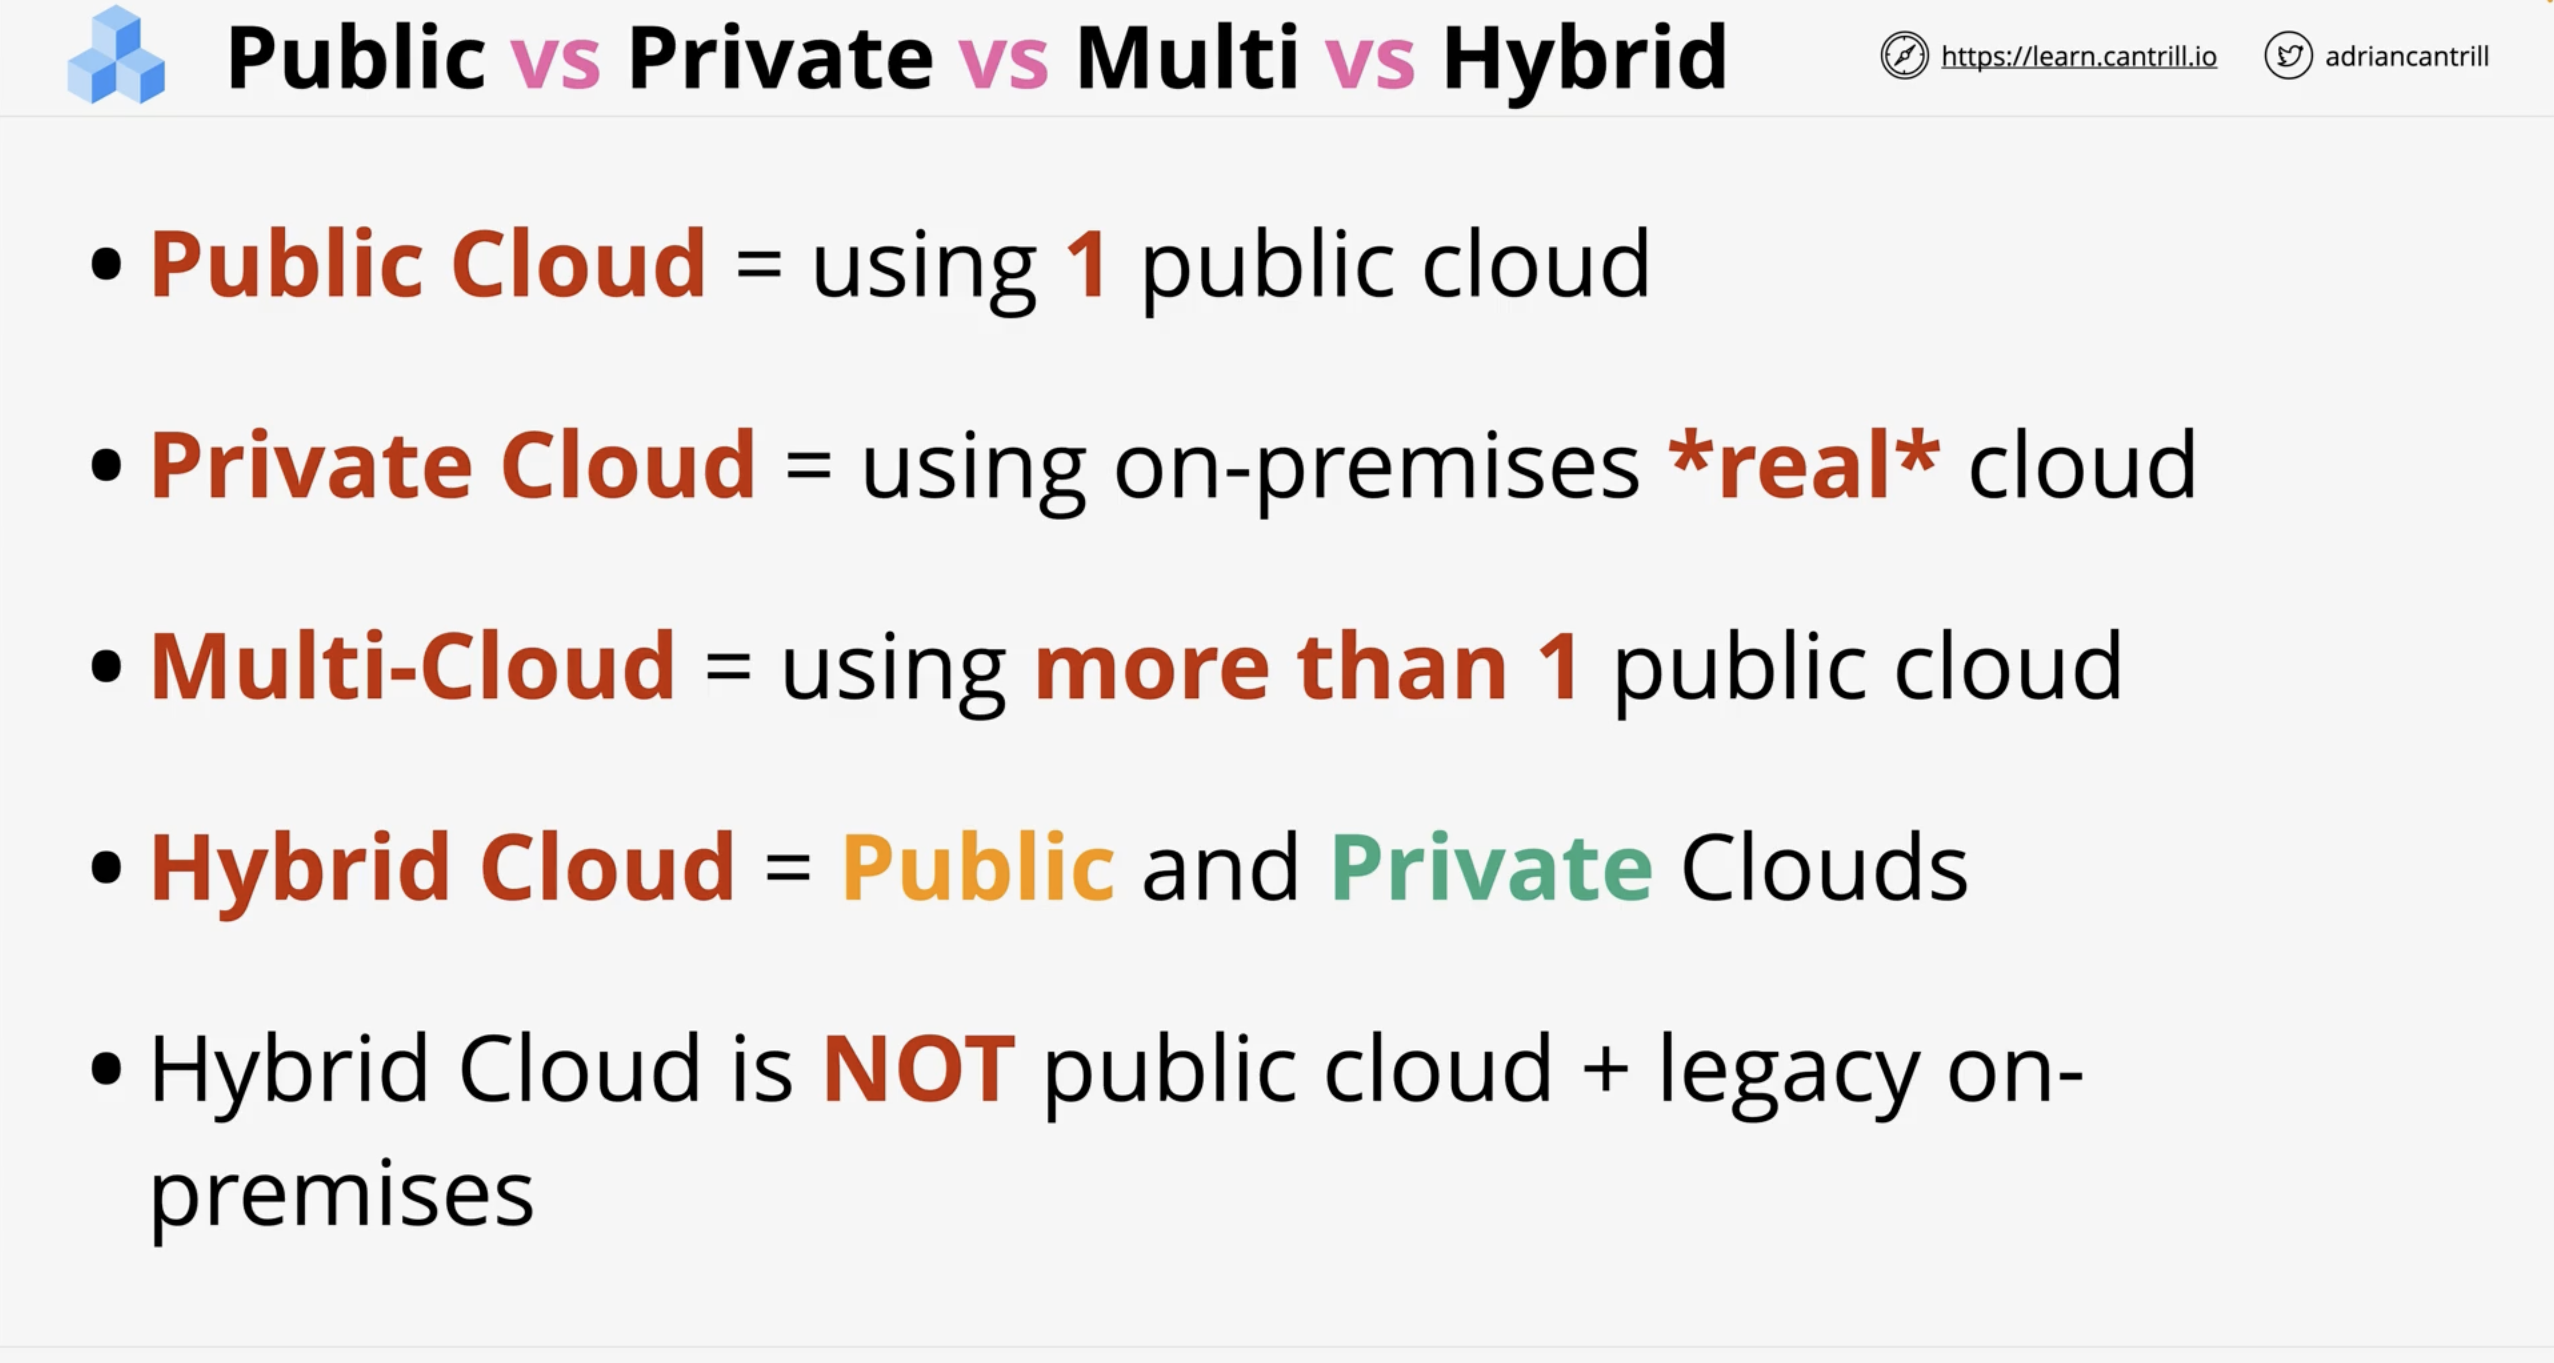 Public vs Private vs Multi vs Hybrid
https://learn.cantrill.io
adriancantrill
• Public Cloud = using 1 public cloud
• Private Cloud = using on-premises *real* cloud
• Multi-Cloud = using more than 1 public cloud
• Hybrid Cloud = Public and Private Clouds
• Hybrid Cloud is NOT public cloud + legacy on-
premises